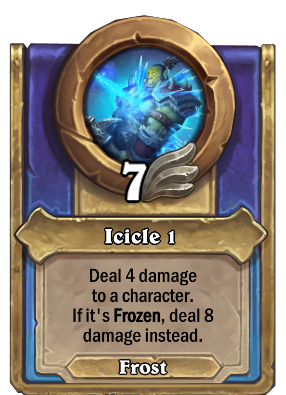 7
Icicle 1
Deal 4 damage
to a character.
If it's Frozen, deal 8
damage instead.
Frost